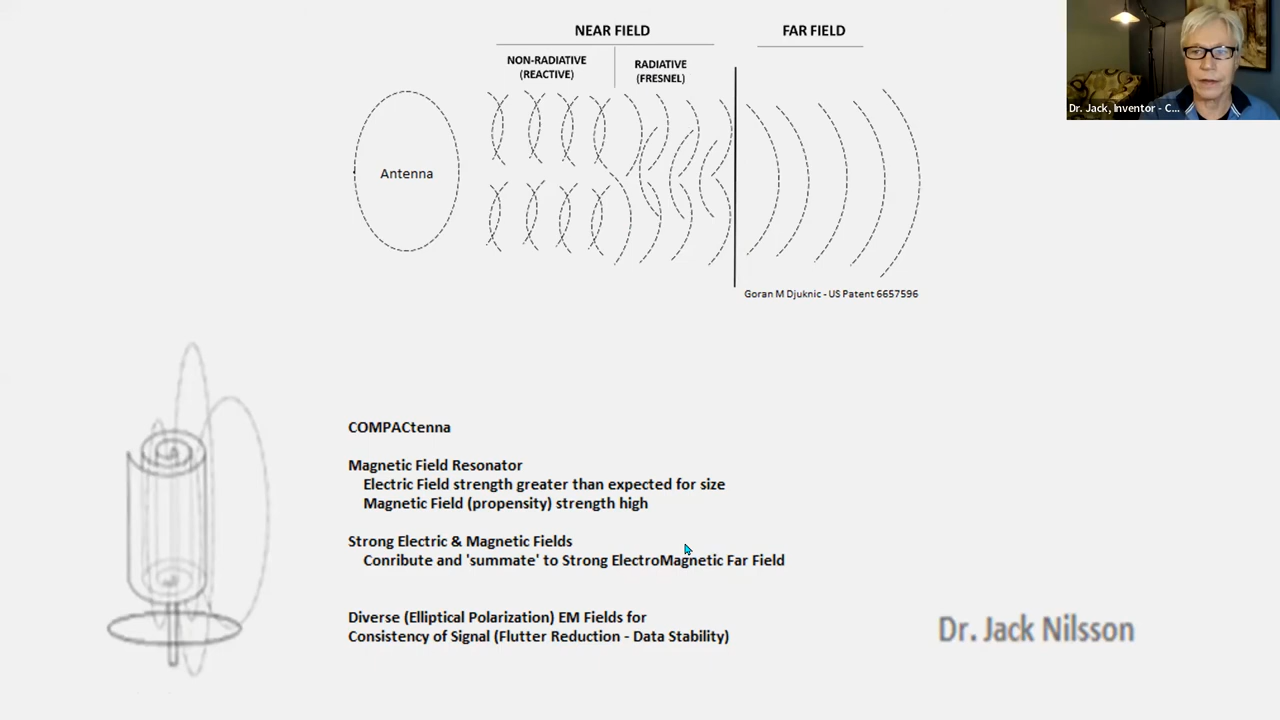 NEAR FIELD
FAR FIELD
NON-RADIATIVE
(REACTIVE)
RADIATIVE
(FRESNEL)
Dr. Jack, Inventor - C...
Antenna
Goran M Djuknic - US Patent 6657596
COMPACtenna
Magnetic Field Resonator
Electric Field strength greater than expected for size
Magnetic Field (propensity) strength high
Strong Electric & Magnetic Fields
Conribute and 'summate' to Strong ElectroMagnetic Far Field
Diverse (Elliptical Polarization) EM Fields for
Consistency of Signal (Flutter Reduction - Data Stability)
Dr. Jack Nilsson